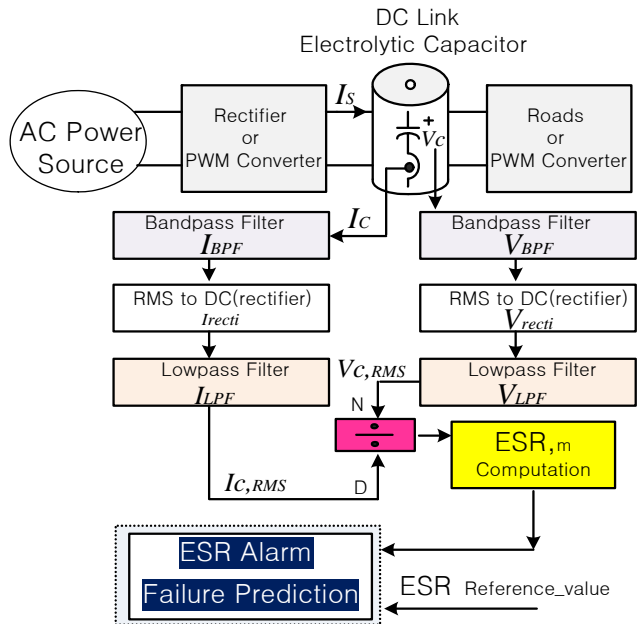 DC Link
Electrolytic Capacitor
AC Power
Source
Rectifier
or
PWM Converter
IS
+
Vc
Roads
or
PWM Converter
IC
Bandpass Filter
IBPF
Bandpass Filter
VBPF
RMS to DC(rectifier)
Irecti
RMS to DC(rectifier)
Vrecti
Lowpass Filter
ILPF
Vc,RMS
Lowpass Filter
VLPF
N
÷
D
Ic,RMS
ESR,m
Computation
ESR Alarm
Failure Prediction
ESR Reference_value